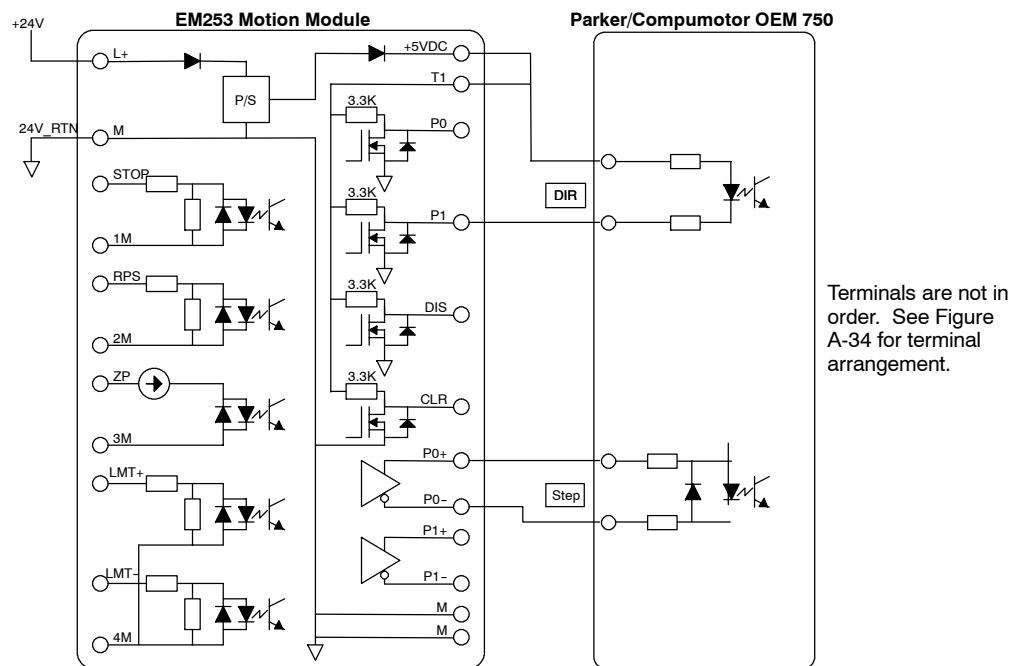 EM253 Motion Module
Parker/Compumotor OEM 750
+24V
L+
+5VDC
T1
P/S
3.3K
P0
24V_RTN
M
STOP
3.3K
DIR
P1
1M
RPS
3.3K
DIS
2M
ZP
3.3K
CLR
3M
P0+
LMT+
P0−
Step
P1+
LMT−
P1−
M
4M
M
Terminals are not in
order. See Figure
A-34 for terminal
arrangement.